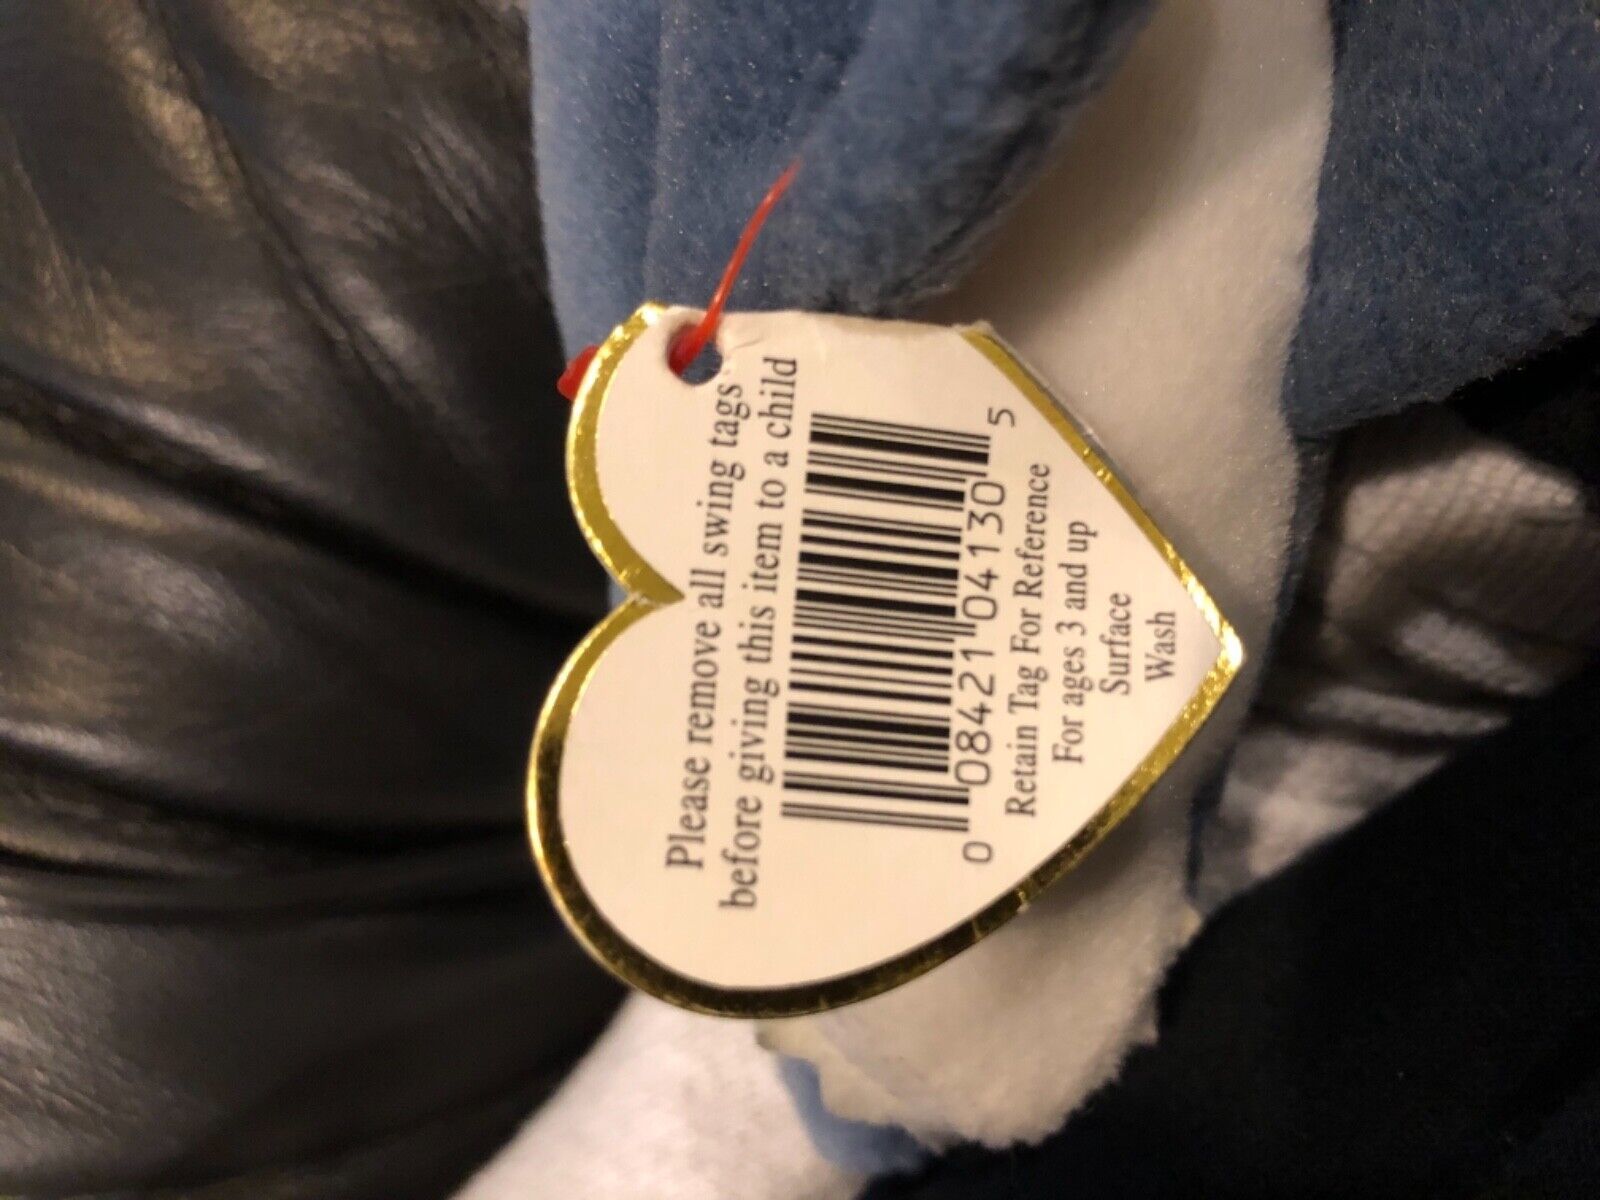 Please remove all swing tags
before giving this item to a child
0 08421 04130 5
Retain Tag For Reference
For ages 3 and up
Surface
Wash